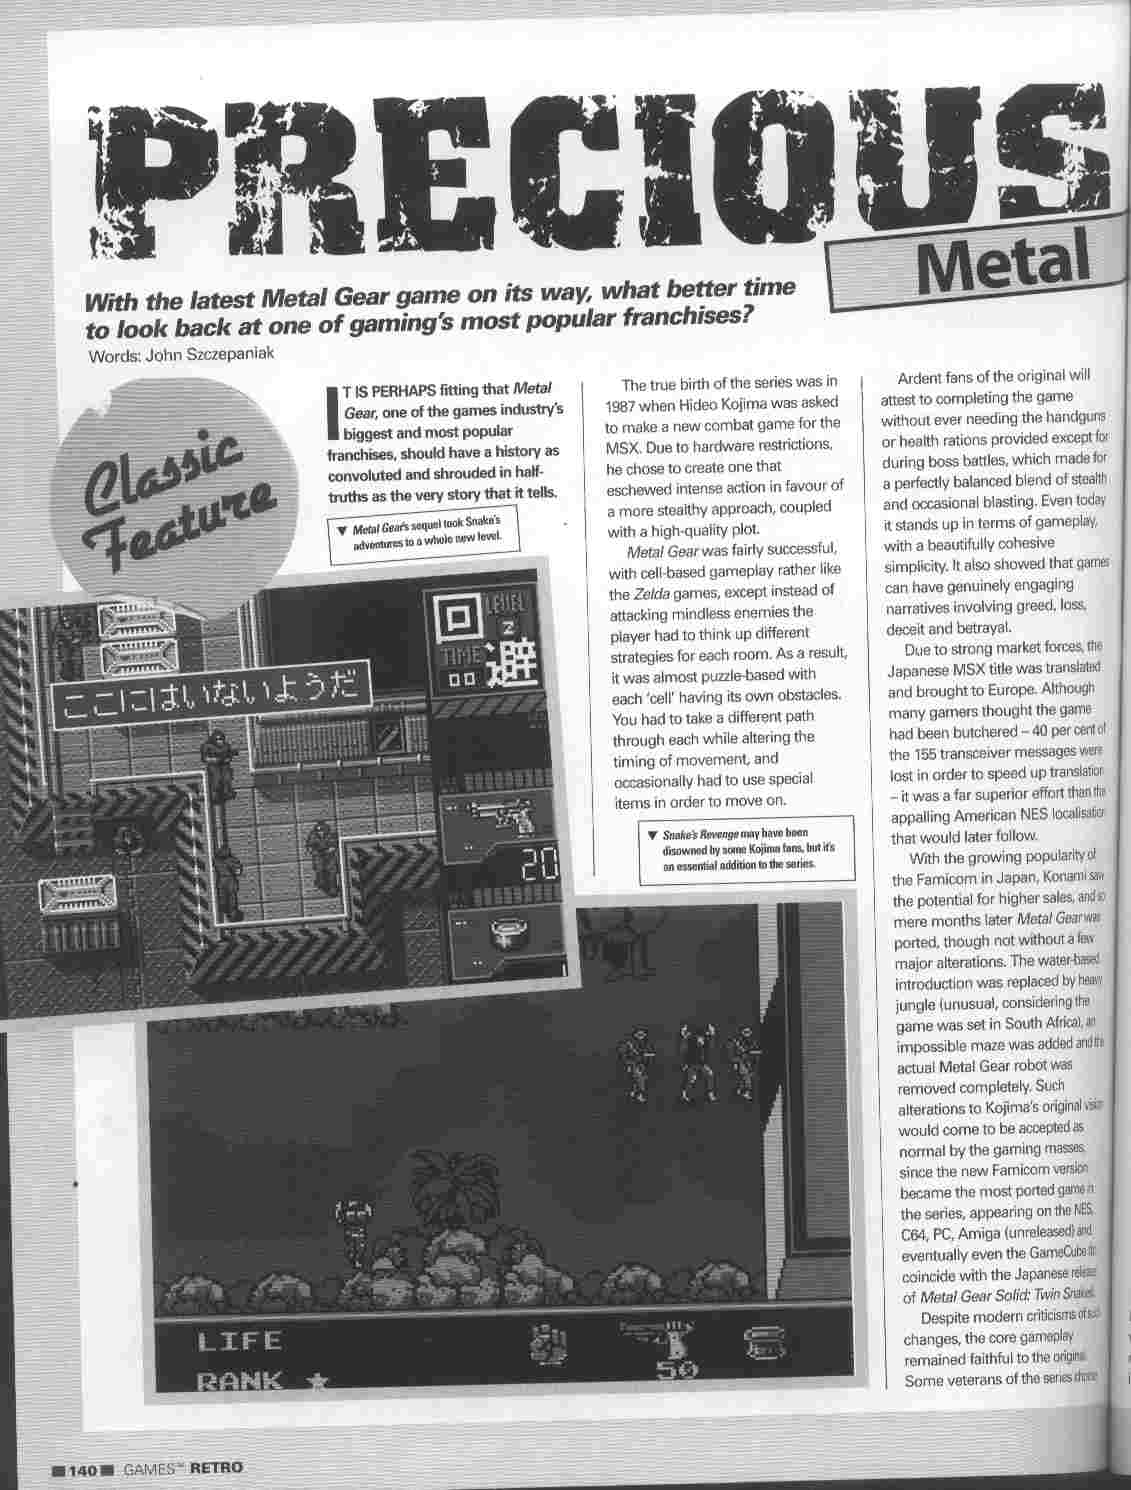 PRECIOUS
Metal
With the latest Metal Gear game on its way, what better time
to look back at one of gaming's most popular franchises?
Words: John Szczepaniak
Classic
Feature
IT IS PERHAPS fitting that Metal
Gear, one of the games industry's
biggest and most popular
franchises, should have a history as
convoluted and shrouded in half-
truths as the very story that it tells.
▼ Metal Gear's sequel took Snake's
adventures to a whole new level.
LEVEL
2
TIME
00
避
ここにはいないようだ
20
The true birth of the series was in
1987 when Hideo Kojima was asked
to make a new combat game for the
MSX. Due to hardware restrictions,
he chose to create one that
eschewed intense action in favour of
a more stealthy approach, coupled
with a high-quality plot.
Metal Gear was fairly successful,
with cell-based gameplay rather like
the Zelda games, except instead of
attacking mindless enemies the
player had to think up different
strategies for each room. As a result,
it was almost puzzle-based with
each 'cell' having its own obstacles.
You had to take a different path
through each while altering the
timing of movement, and
occasionally had to use special
items in order to move on.
▼ Snake's Revenge may have been
disowned by some Kojima fans, but it's
an essential addition to the series.
LIFE
RANK
50
Ardent fans of the original will
attest to completing the game
without ever needing the handguns
or health rations provided except for
during boss battles, which made for
a perfectly balanced blend of stealth
and occasional blasting. Even today
it stands up in terms of gameplay,
with a beautifully cohesive
simplicity. It also showed that games
can have genuinely engaging
narratives involving greed, loss,
deceit and betrayal.
Due to strong market forces, the
Japanese MSX title was translated
and brought to Europe. Although
many gamers thought the game
had been butchered – 40 per cent of
the 155 transceiver messages were
lost in order to speed up translation
– it was a far superior effort than the
appalling American NES localisation
that would later follow.
With the growing popularity of
the Famicom in Japan, Konami saw
the potential for higher sales, and so
mere months later Metal Gear was
ported, though not without a few
major alterations. The water-based
introduction was replaced by heavy
jungle (unusual, considering the
game was set in South Africa), an
impossible maze was added and the
actual Metal Gear robot was
removed completely. Such
alterations to Kojima's original vision
would come to be accepted as
normal by the gaming masses,
since the new Famicom version
became the most ported game in
the series, appearing on the NES,
C64, PC, Amiga (unreleased) and
eventually even the GameCube to
coincide with the Japanese release
of Metal Gear Solid: Twin Snakes.
Despite modern criticisms of such
changes, the core gameplay
remained faithful to the original.
Some veterans of the series
■140■ GAMES™ RETRO